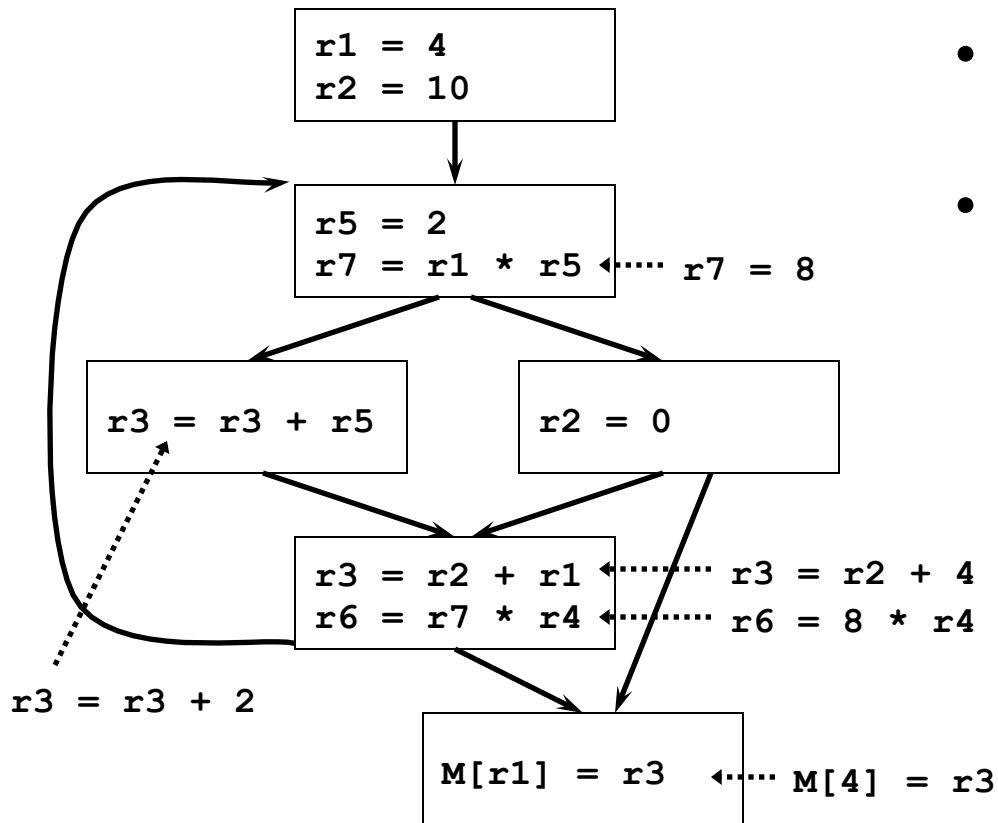 r1 = 4
r2 = 10
r5 = 2
r7 = r1 * r5
r7 = 8
r3 = r3 + r5
r2 = 0
r3 = r2 + r1
r3 = r2 + 4
r6 = r7 * r4
r6 = 8 * r4
r3 = r3 + 2
M[r1] = r3
M[4] = r3